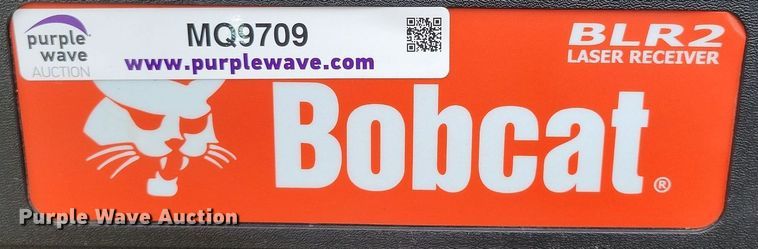 purple
wave
AUCTION
MQ9709
www.purplewave.com
BLR2
LASER RECEIVER
Bobcat®
Purple Wave Auction